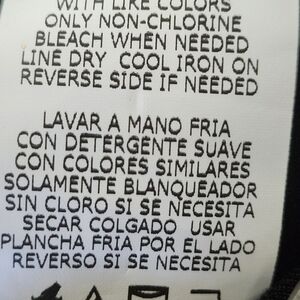 WITH LIKE COLORS
ONLY NON-CHLORINE
BLEACH WHEN NEEDED
LINE DRY COOL IRON ON
REVERSE SIDE IF NEEDED
LAVAR A MANO FRIA
CON DETERGENTE SUAVE
CON COLORES SIMILARES
SOLAMENTE BLANQUEADOR
SIN CLORO SI SE NECESITA
SECAR COLGADO USAR
PLANCHA FRIA POR EL LADO
REVERSO SI SE NECESITA